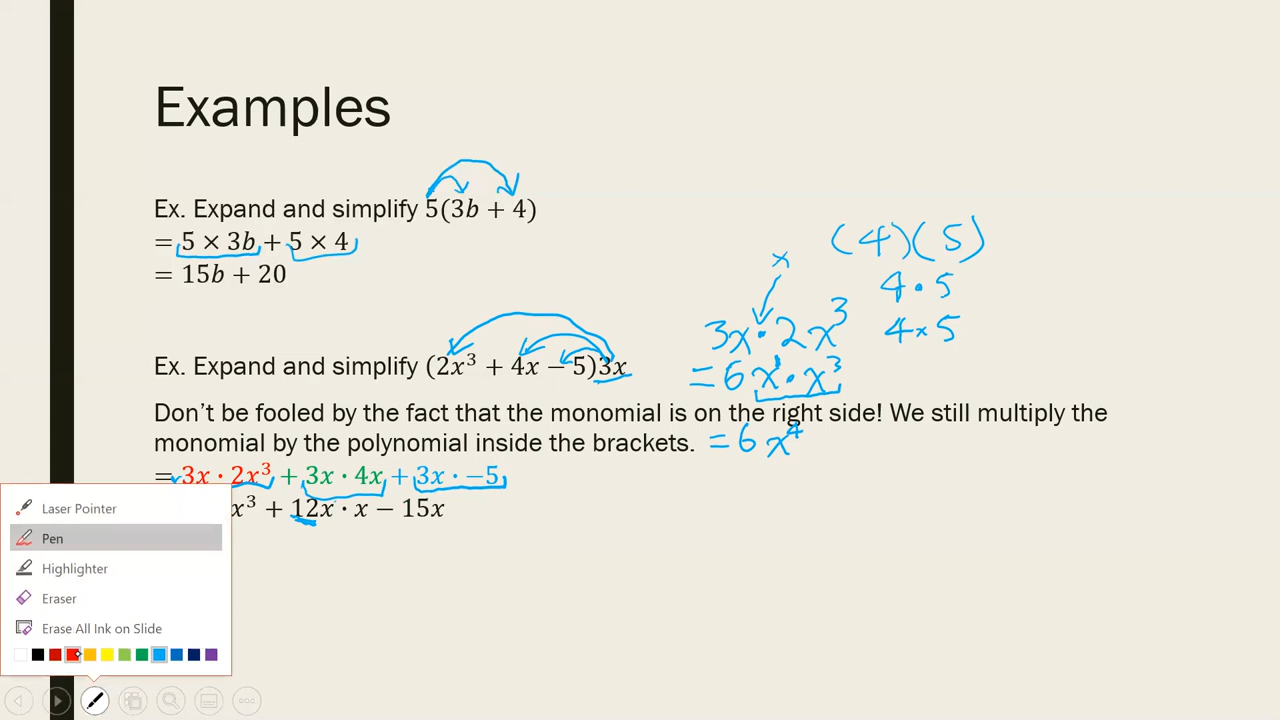 Examples
Ex. Expand and simplify 5(3b + 4)
= 5 × 3b + 5 × 4
= 15b + 20
(4)(5)
4 · 5
4 × 5
x
3x · 2x³
= 6x¹ · x³
= 6x⁴
Ex. Expand and simplify (2x³ + 4x − 5)3x
Don’t be fooled by the fact that the monomial is on the right side! We still multiply the
monomial by the polynomial inside the brackets.
= 3x · 2x³ + 3x · 4x + 3x · −5
x³ + 12x · x − 15x
Laser Pointer
Pen
Highlighter
Eraser
Erase All Ink on Slide